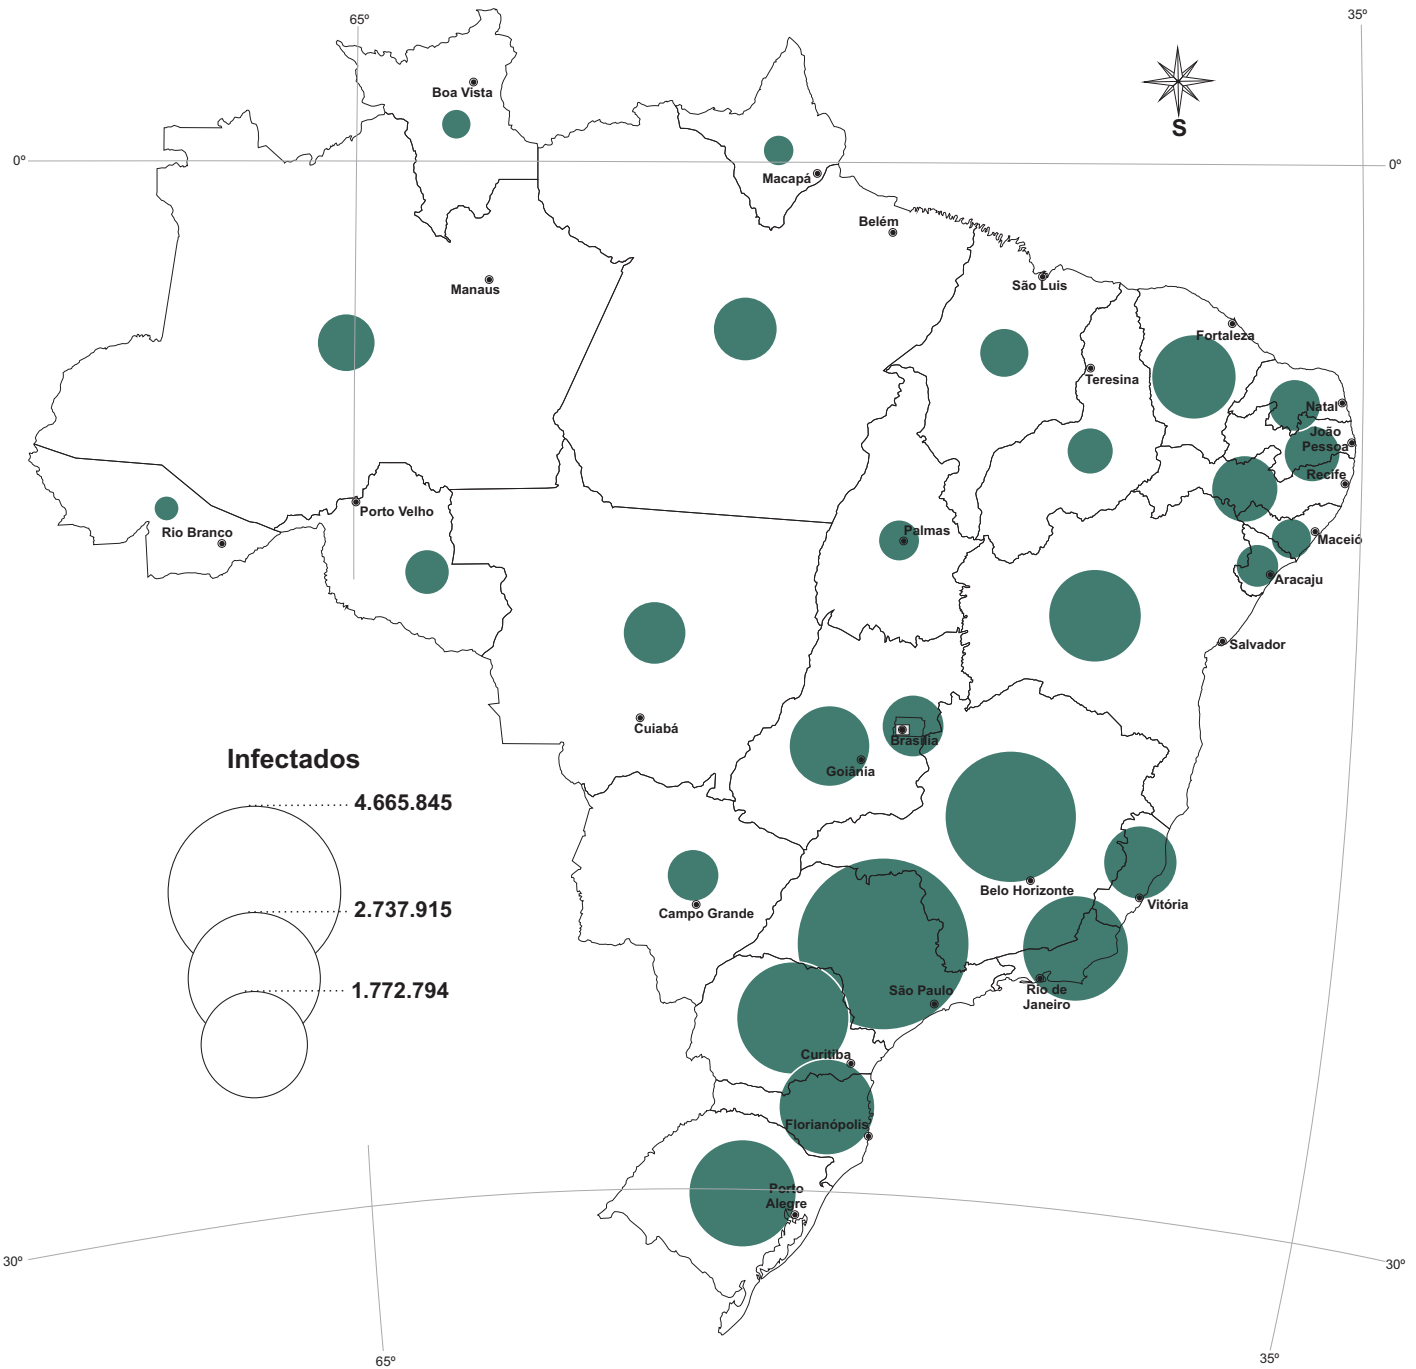 65º
35º
Boa Vista
S
0º
0º
Macapá
Belém
Manaus
São Luis
Fortaleza
Teresina
Natal
João
Pessoa
Recife
Porto Velho
Rio Branco
Palmas
Maceió
Aracaju
Salvador
Cuiabá
Brasília
Goiânia
Infectados
4.665.845
2.737.915
1.772.794
Belo Horizonte
Vitória
Campo Grande
São Paulo
Rio de
Janeiro
Curitiba
Florianópolis
Porto
Alegre
30º
30º
65º
35º